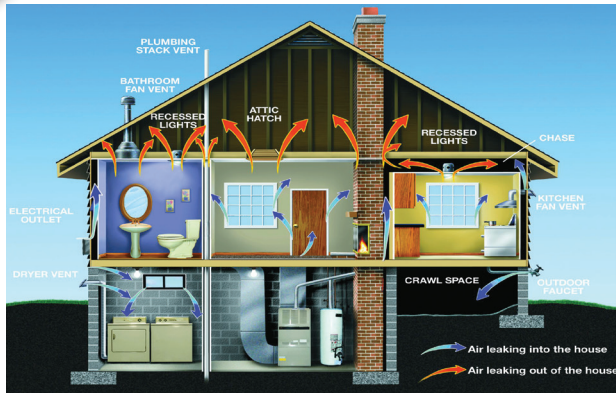 PLUMBING
STACK VENT
BATHROOM
FAN VENT
RECESSED
LIGHTS
ATTIC
HATCH
RECESSED
LIGHTS
CHASE
ELECTRICAL
OUTLET
KITCHEN
FAN VENT
DRYER VENT
CRAWL SPACE
OUTDOOR
FAUCET
Air leaking into the house
Air leaking out of the house